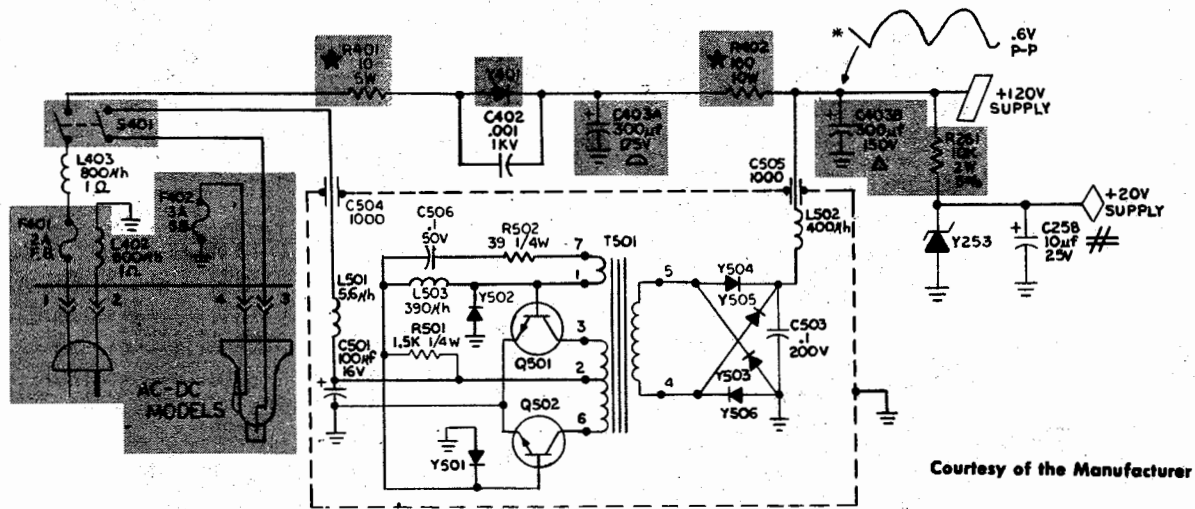 *
.6V
P-P
★ R401
10
5W
★ R402
100
10W
Y401
+120V
SUPPLY
S401
C402
.001
1KV
+ C403A
300µf
175V
+ C403B
300µf
150V
△
R261
2W
L403
800µh
1Ω
F402
3A
S.B.
C504
1000
C505
1000
+20V
SUPPLY
C506
.1
50V
R502
39 1/4W
7
T501
L502
400µh
Y253
+ C258
10µf
25V
F401
2A
F.B.
L402
800µh
1Ω
1
5
Y504
Y505
L501
5.6µh
L503
390µh
Y502
1
2
4
3
R501
1.5K 1/4W
3
C503
.1
200V
C501
100µf
16V
+
Q501
2
Q502
4
Y503
Y506
6
AC-DC
MODELS
Y501
Courtesy of the Manufacturer